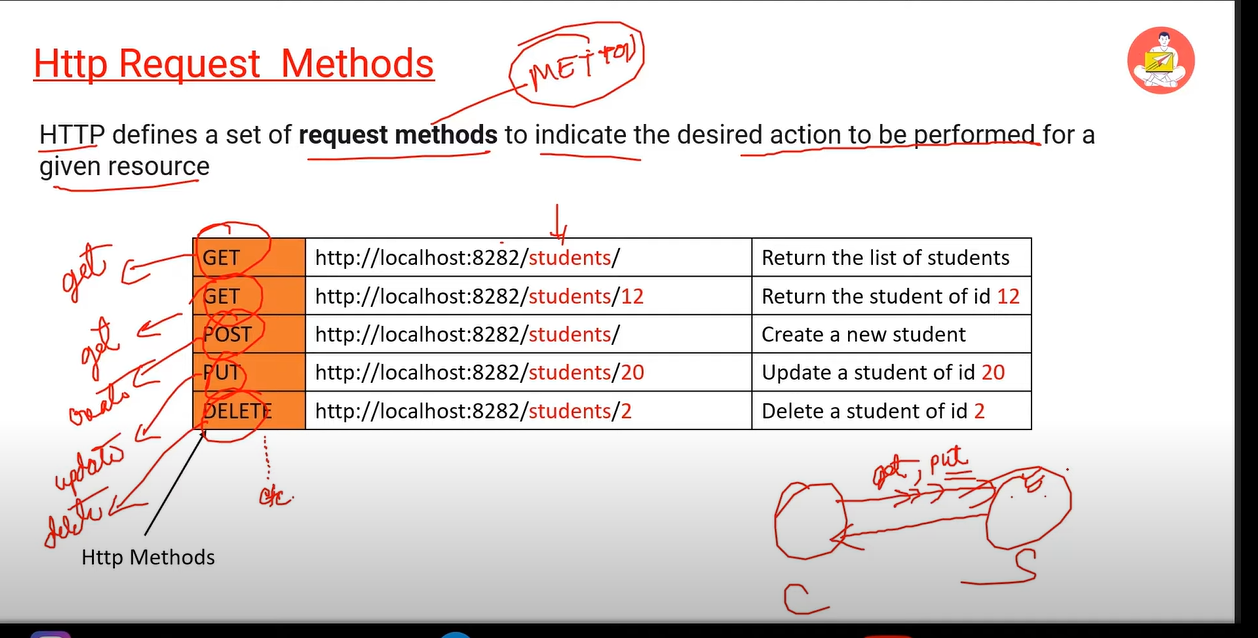 Http Request Methods
METHOD
HTTP defines a set of request methods to indicate the desired action to be performed for a
given resource
get GET http://localhost:8282/students/ Return the list of students
get GET http://localhost:8282/students/12 Return the student of id 12
create POST http://localhost:8282/students/ Create a new student
update PUT http://localhost:8282/students/20 Update a student of id 20
delete DELETE http://localhost:8282/students/2 Delete a student of id 2
etc.
get, put
Http Methods
C S